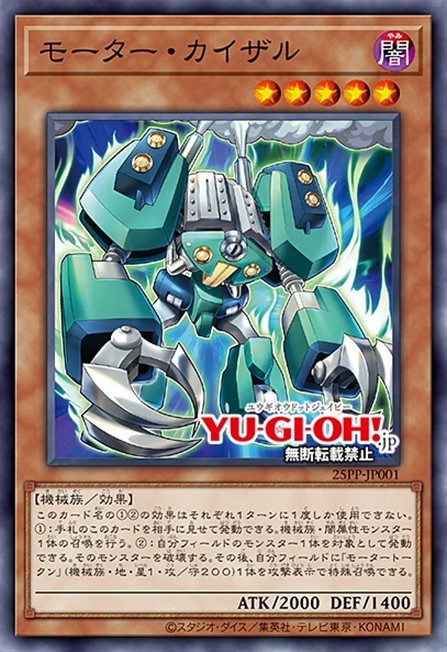 モーター・カイザル
やみ
闇
ユウギオウドットジェイピー
YU-GI-OH!.jp
無断転載禁止
25PP-JP001
【機械族／効果】
このカード名の①②の効果はそれぞれ１ターンに１度しか使用できない。
①：手札のこのカードを相手に見せて発動できる。機械族・闇属性モンスター
１体の召喚を行う。②：自分フィールドのモンスター１体を対象として発動
できる。そのモンスターを破壊する。その後、自分フィールドに「モータートー
クン」（機械族・地・星１・攻／守２００）１体を攻撃表示で特殊召喚できる。
ATK/2000 DEF/1400
©スタジオ・ダイス／集英社・テレビ東京・KONAMI